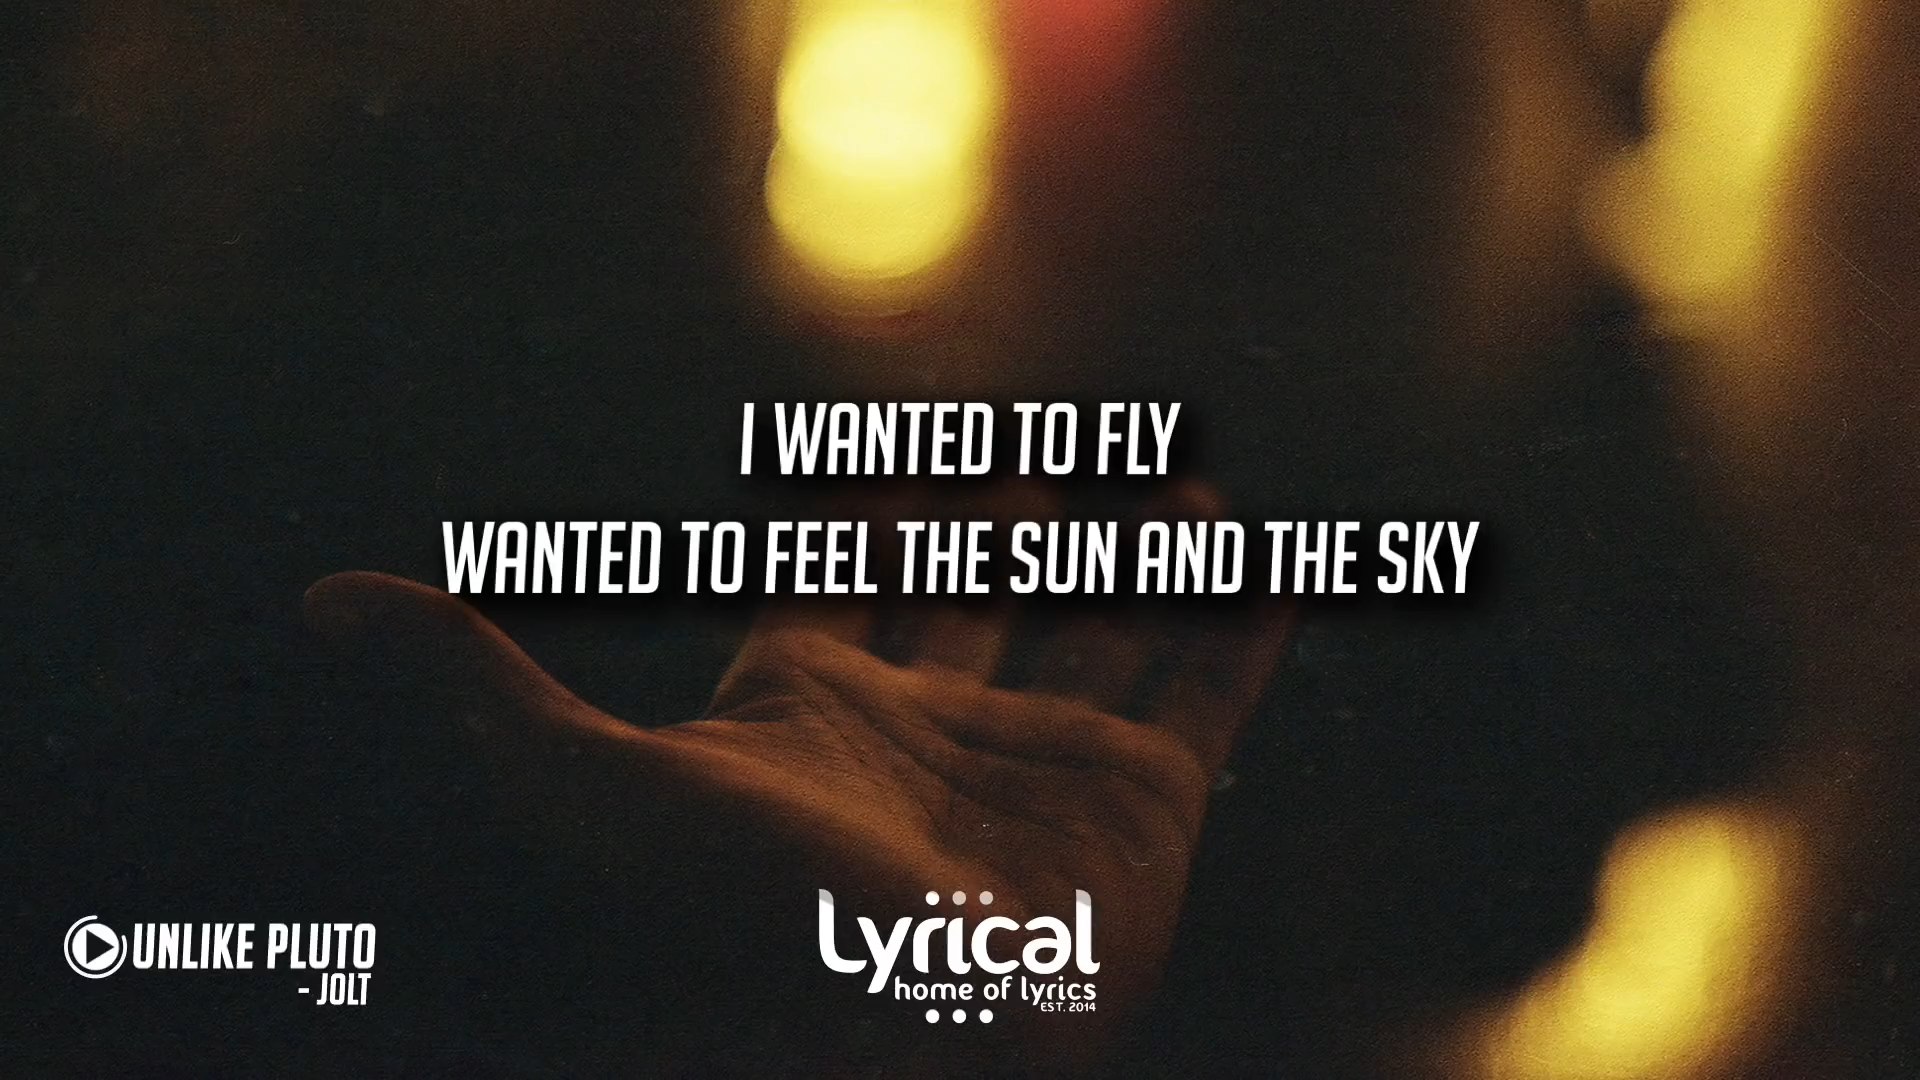 I WANTED TO FLY
WANTED TO FEEL THE SUN AND THE SKY
UNLIKE PLUTO
- JOLT
Lyrical
home of lyrics
EST. 2014